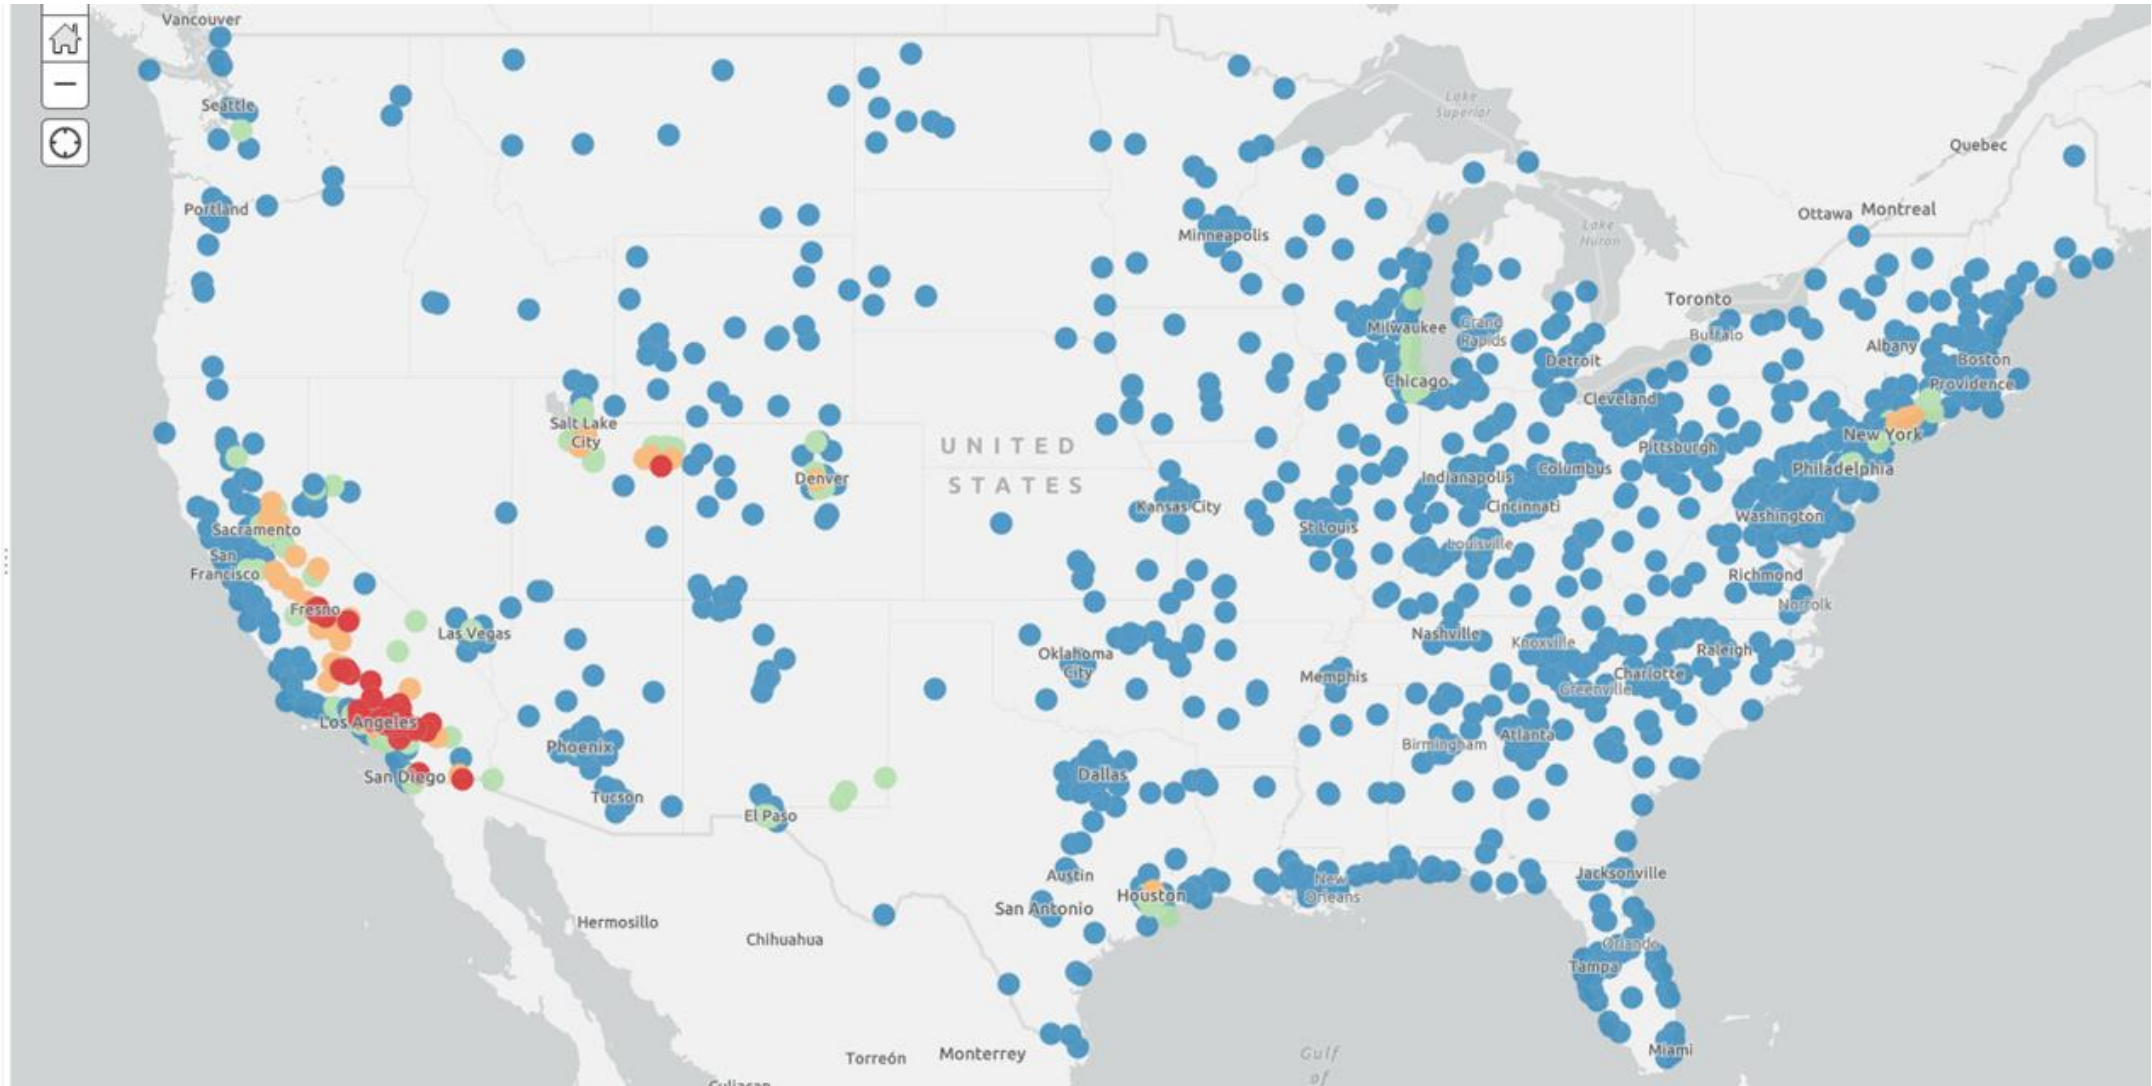 Vancouver
Seattle
Portland
Lake
Superior
Quebec
Ottawa
Montreal
Lake
Huron
Minneapolis
Toronto
Buffalo
Milwaukee
Grand
Rapids
Detroit
Albany
Boston
Providence
Chicago
Cleveland
Salt Lake
City
UNITED
STATES
New York
Pittsburgh
Philadelphia
Denver
Indianapolis
Columbus
Cincinnati
Kansas City
St Louis
Washington
Sacramento
San
Francisco
Louisville
Richmond
Norfolk
Fresno
Las Vegas
Nashville
Knoxville
Raleigh
Oklahoma
City
Memphis
Charlotte
Greenville
Los Angeles
Phoenix
Birmingham
Atlanta
San Diego
Dallas
Tucson
El Paso
Austin
Houston
New
Orleans
Jacksonville
San Antonio
Hermosillo
Chihuahua
Orlando
Tampa
Torreón
Monterrey
Gulf
of
Miami
Culiacan